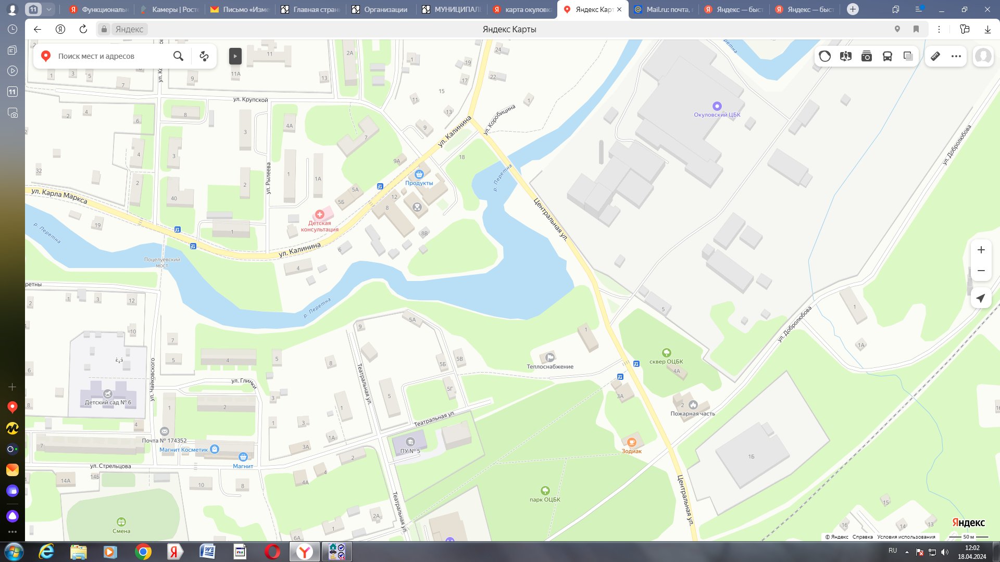 11
Функциональн
Камеры | Росте
Письмо «Изме
Главная стран
Организации
МУНИЦИПАЛ
карта окуловка
Яндекс Карт
Mail.ru: почта,
Яндекс — быст
Яндекс — быст
Яндекс
Яндекс Карты
Поиск мест и адресов
11
р. Перетна
24
2А
11
1
19
11А
22
1
3
5
7
9
13
17
15
ул. Крупской
11
1
13
ул. Коробицина
Окуловский ЦБК
2
4
6
8
3
4А
9
ул. Калинина
7
ул. Добролюбова
4
3
9А
18
32
1
1А
р. Перетна
2
2
ул. Рылеева
Продукты
40
5А
12
5Б
8
ул. Карла Маркса
Центральная ул.
19
1
Детская
консультация
8В
р. Перетна
6
ул. Калинина
Поцелуевский
мост
4
ретны
2
1
3
12
р. Перетна
5
1
10
7
9
5А
1
ул. Добролюбова
1А
6
5
4
5
8
5Б
5В
Теплоснабжение
сквер ОЦБК
4А
ул. Чайковского
ул. Глинки
Театральная ул.
5Г
3А
8
Детский сад № 6
1
2
3
1
5
2
Пожарная часть
16
4
1
3
Театральная ул.
Почта № 174352
1А
7
Магнит Косметик
3А
ПУ № 5
Зодиак
1Б
Магнит
2
ул. Стрельцова
14А
14Б
10
8
4А
4
Центральная ул.
парк ОЦБК
Театральная ул.
15
Смена
2А
1
6А
16
14
13
Яндекс
© Яндекс Справка Условия использования 50 м
RU
12:02
18.04.2024